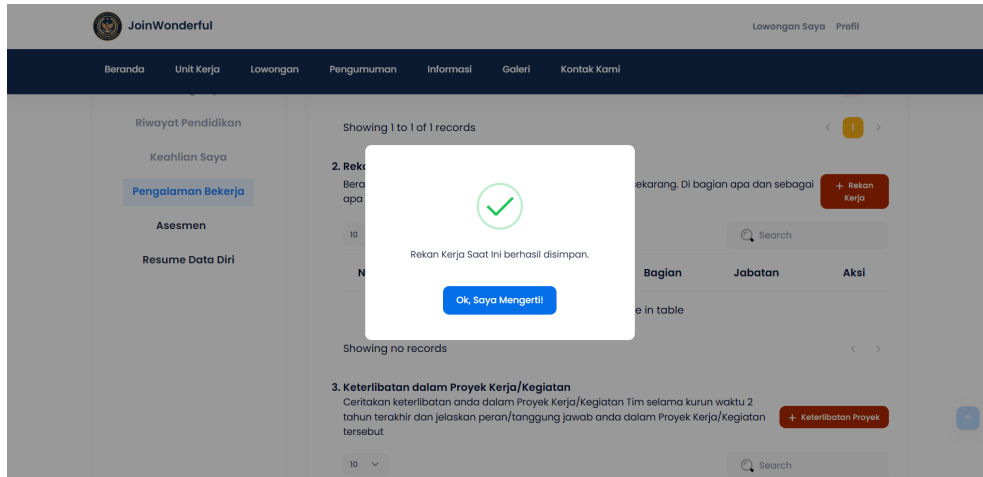 JoinWonderful
Lowongan Saya Profil
Beranda Unit Kerja Lowongan Pengumuman Informasi Galeri Kontak Kami
Riwayat Pendidikan
Keahlian Saya
Pengalaman Bekerja
Asesmen
Resume Data Diri
Showing 1 to 1 of 1 records
1
2. Reka
Bera
ekarang. Di bagian apa dan sebagai
apa
+ Rekan
Kerja
10
Search
N
Bagian Jabatan Aksi
e in table
Showing no records
Rekan Kerja Saat Ini berhasil disimpan.
Ok, Saya Mengerti!
3. Keterlibatan dalam Proyek Kerja/Kegiatan
Ceritakan keterlibatan anda dalam Proyek Kerja/Kegiatan Tim selama kurun waktu 2
tahun terakhir dan jelaskan peran/tanggung jawab anda dalam Proyek Kerja/Kegiatan
tersebut
+ Keterlibatan Proyek
10
Search